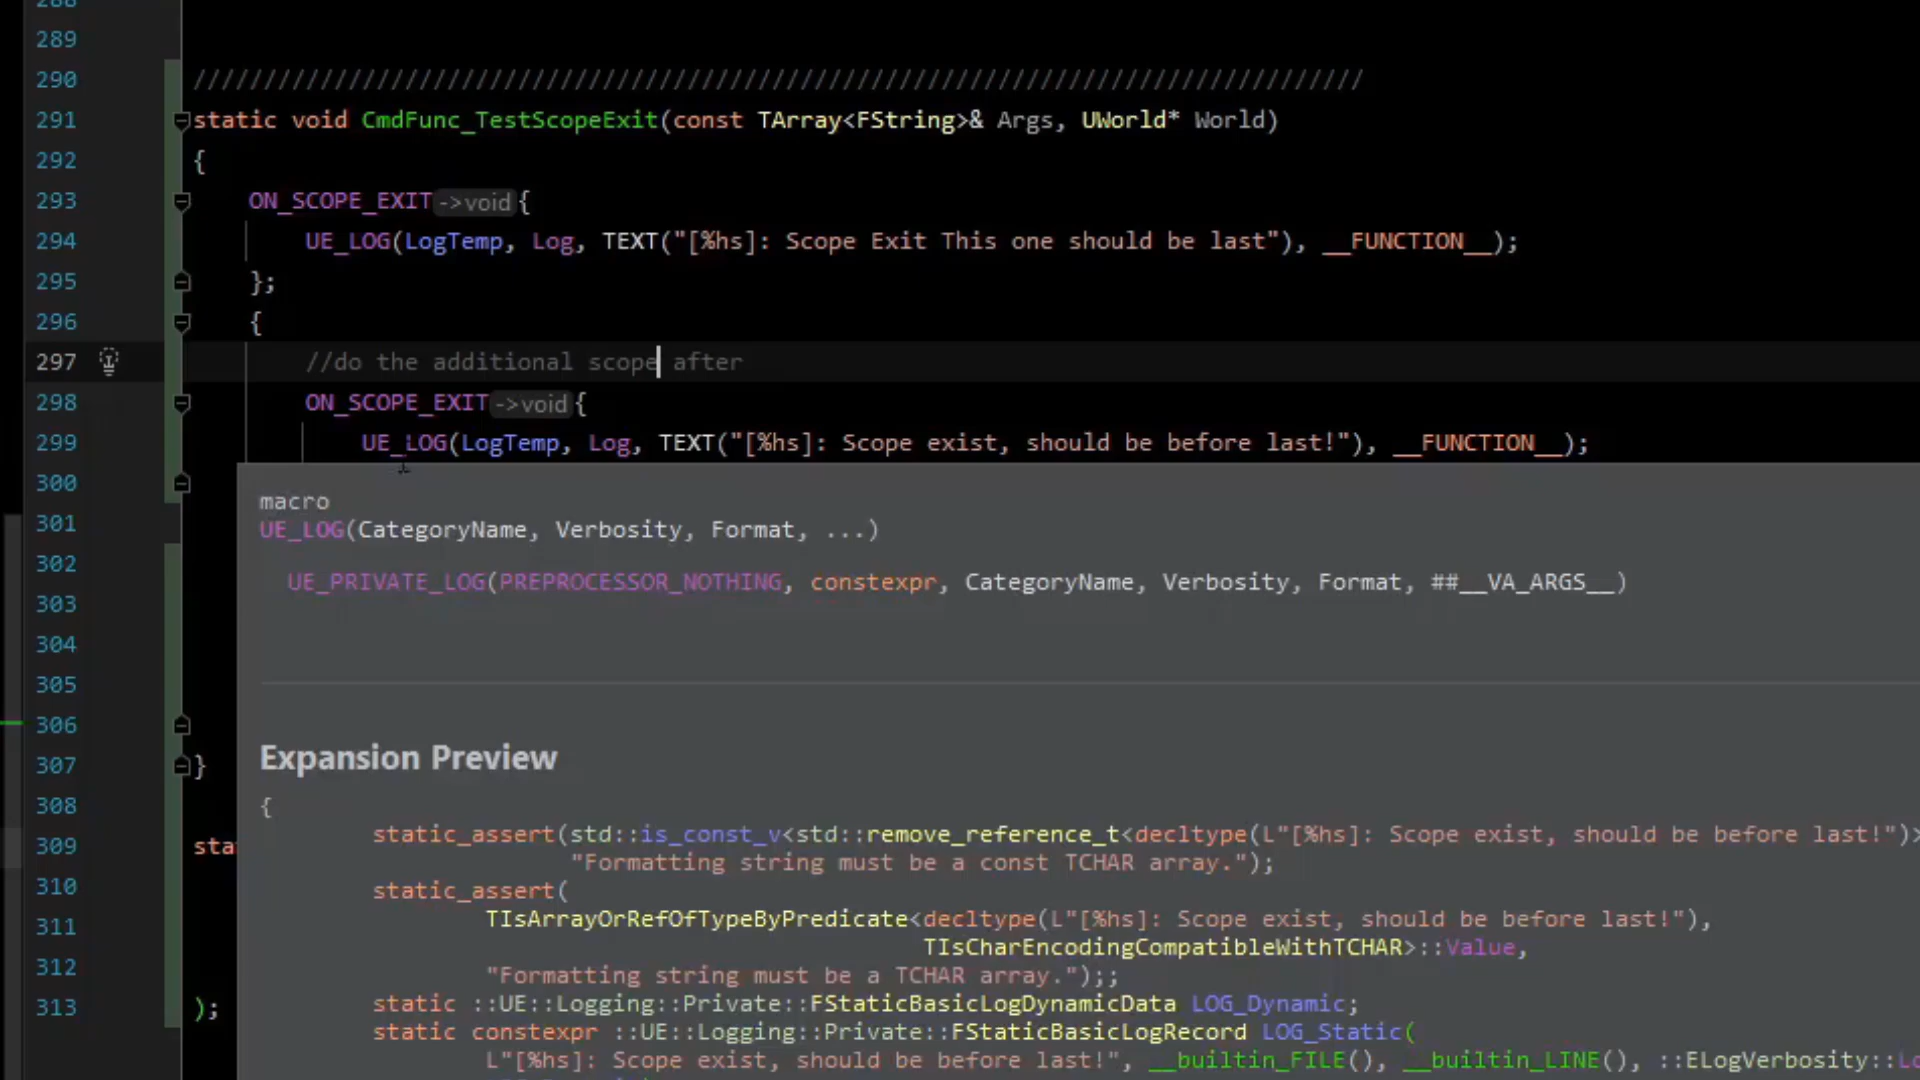 288
289
290 ///////////////////////////////////////////////////////////////////////////////////
291 static void CmdFunc_TestScopeExit(const TArray<FString>& Args, UWorld* World)
292 {
293 ON_SCOPE_EXIT ->void {
294 UE_LOG(LogTemp, Log, TEXT("[%hs]: Scope Exit This one should be last"), __FUNCTION__);
295 };
296 {
297 //do the additional scope after
298 ON_SCOPE_EXIT ->void {
299 UE_LOG(LogTemp, Log, TEXT("[%hs]: Scope exist, should be before last!"), __FUNCTION__);
300
301
302
303
304
305
306
307 }
308
309 sta
310
311
312
313 );
macro
UE_LOG(CategoryName, Verbosity, Format, ...)
UE_PRIVATE_LOG(PREPROCESSOR_NOTHING, constexpr, CategoryName, Verbosity, Format, ##__VA_ARGS__)
Expansion Preview
{
static_assert(std::is_const_v<std::remove_reference_t<decltype(L"[%hs]: Scope exist, should be before last!")>
"Formatting string must be a const TCHAR array.");
static_assert(
TIsArrayOrRefOfTypeByPredicate<decltype(L"[%hs]: Scope exist, should be before last!"),
TIsCharEncodingCompatibleWithTCHAR>::Value,
"Formatting string must be a TCHAR array.");;
static ::UE::Logging::Private::FStaticBasicLogDynamicData LOG_Dynamic;
static constexpr ::UE::Logging::Private::FStaticBasicLogRecord LOG_Static(
L"[%hs]: Scope exist, should be before last!", __builtin_FILE(), __builtin_LINE(), ::ELogVerbosity::Lo